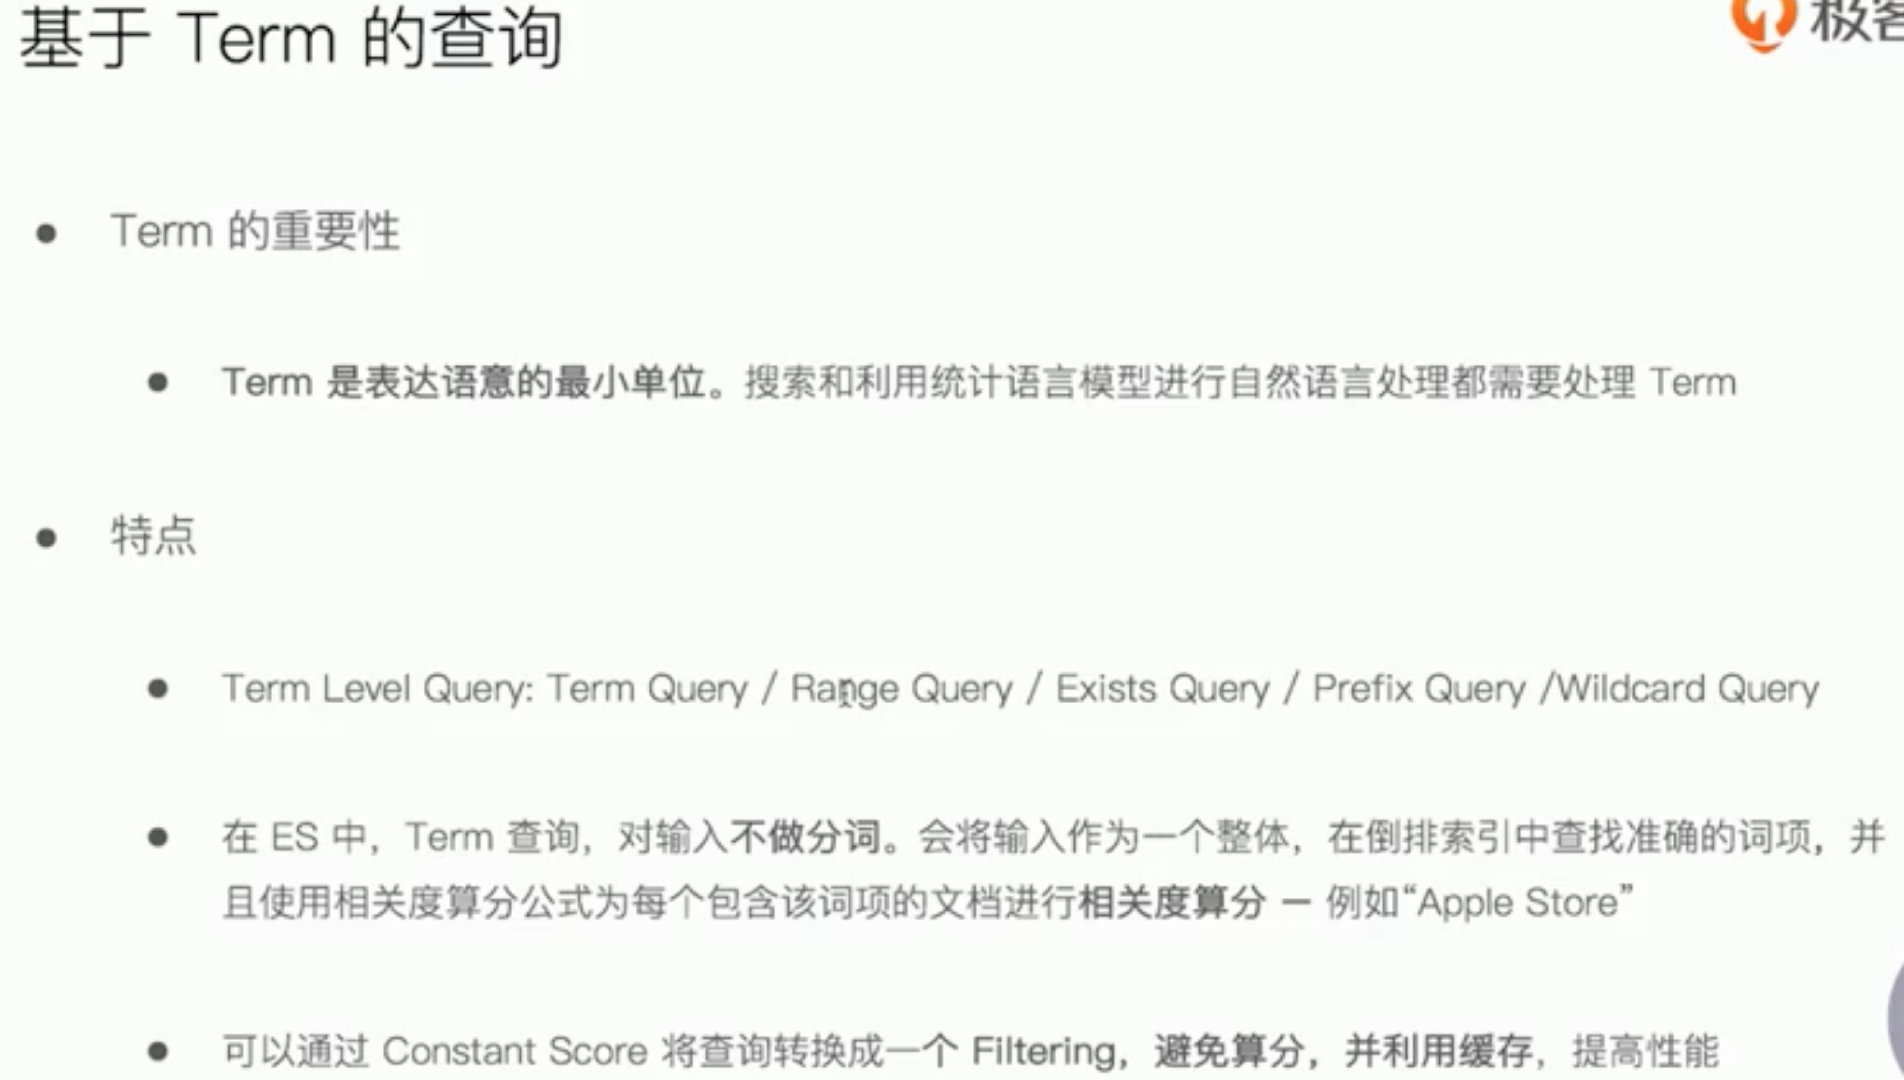 基于 Term 的查询
极客
Term 的重要性
Term 是表达语意的最小单位。搜索和利用统计语言模型进行自然语言处理都需要处理 Term
特点
Term Level Query: Term Query / Range Query / Exists Query / Prefix Query /Wildcard Query
在 ES 中，Term 查询，对输入不做分词。会将输入作为一个整体，在倒排索引中查找准确的词项，并
且使用相关度算分公式为每个包含该词项的文档进行相关度算分 – 例如“Apple Store”
可以通过 Constant Score 将查询转换成一个 Filtering，避免算分，并利用缓存，提高性能